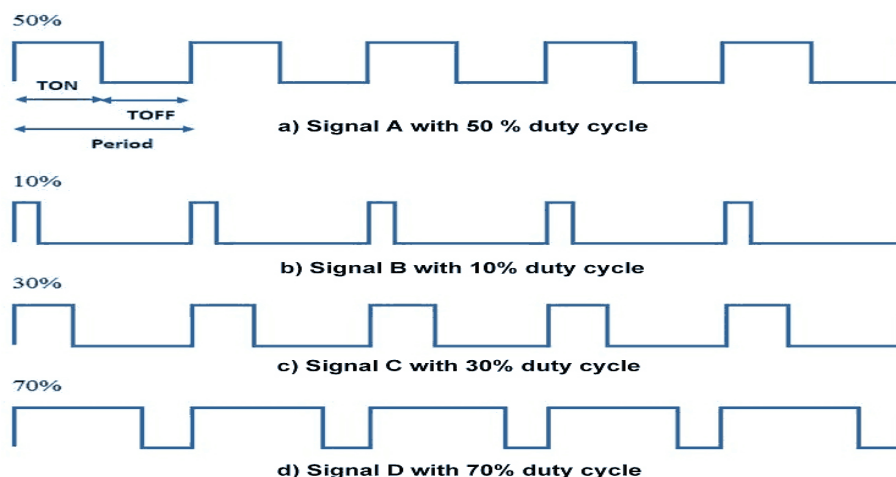 50%
TON
TOFF
Period
a) Signal A with 50 % duty cycle
10%
b) Signal B with 10% duty cycle
30%
c) Signal C with 30% duty cycle
70%
d) Signal D with 70% duty cycle